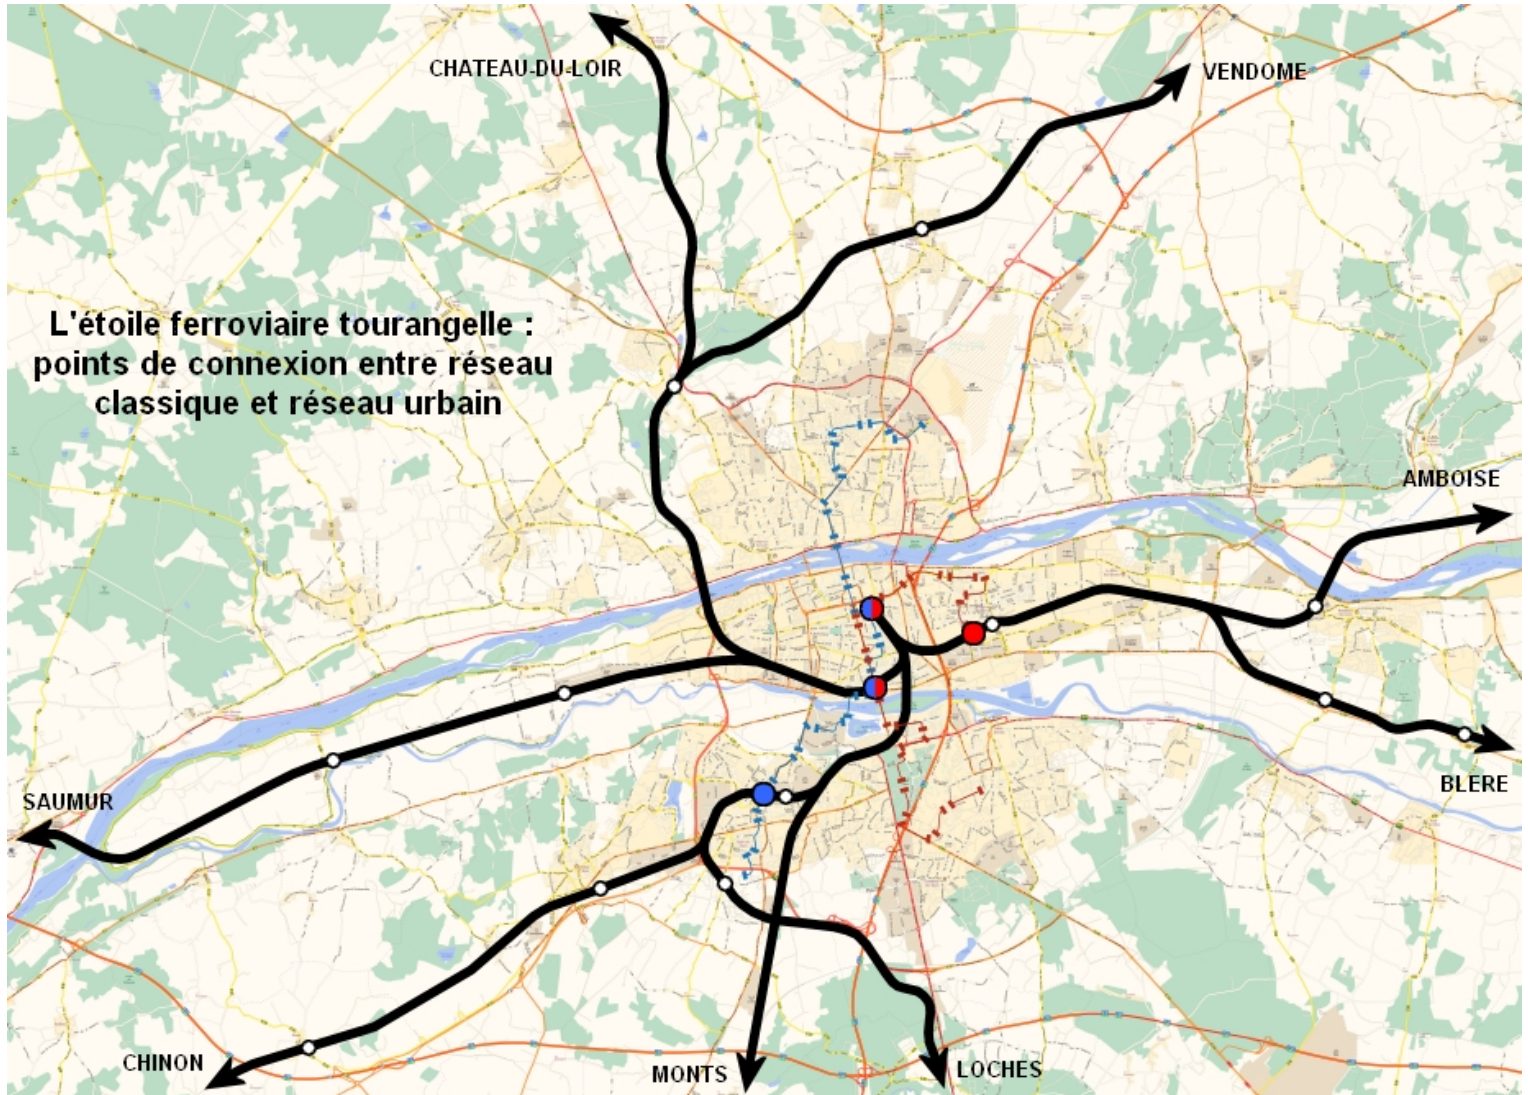 CHATEAU-DU-LOIR
VENDOME
L'étoile ferroviaire tourangelle :
points de connexion entre réseau
classique et réseau urbain
AMBOISE
SAUMUR
BLERE
CHINON
MONTS
LOCHES